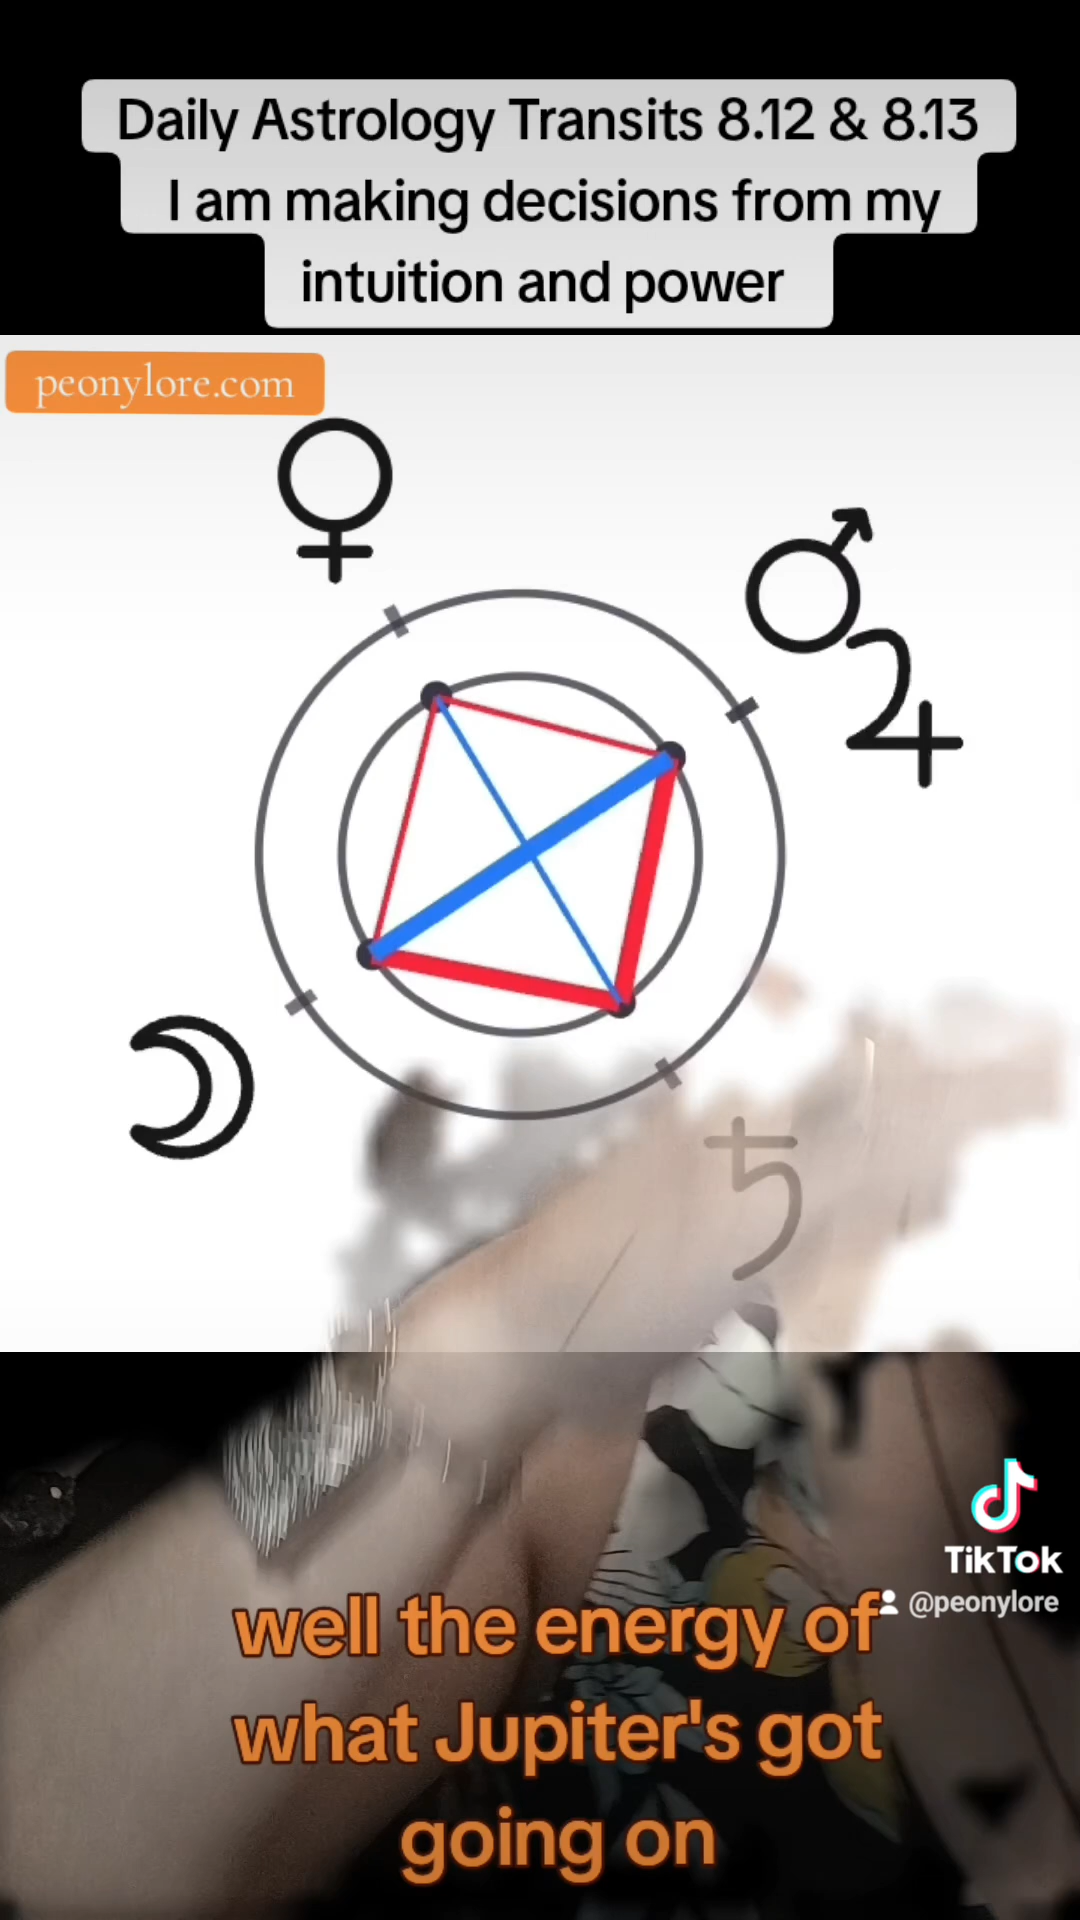 Daily Astrology Transits 8.12 & 8.13
I am making decisions from my
intuition and power
peonylore.com
TikTok
@peonylore
well the energy of
what Jupiter's got
going on